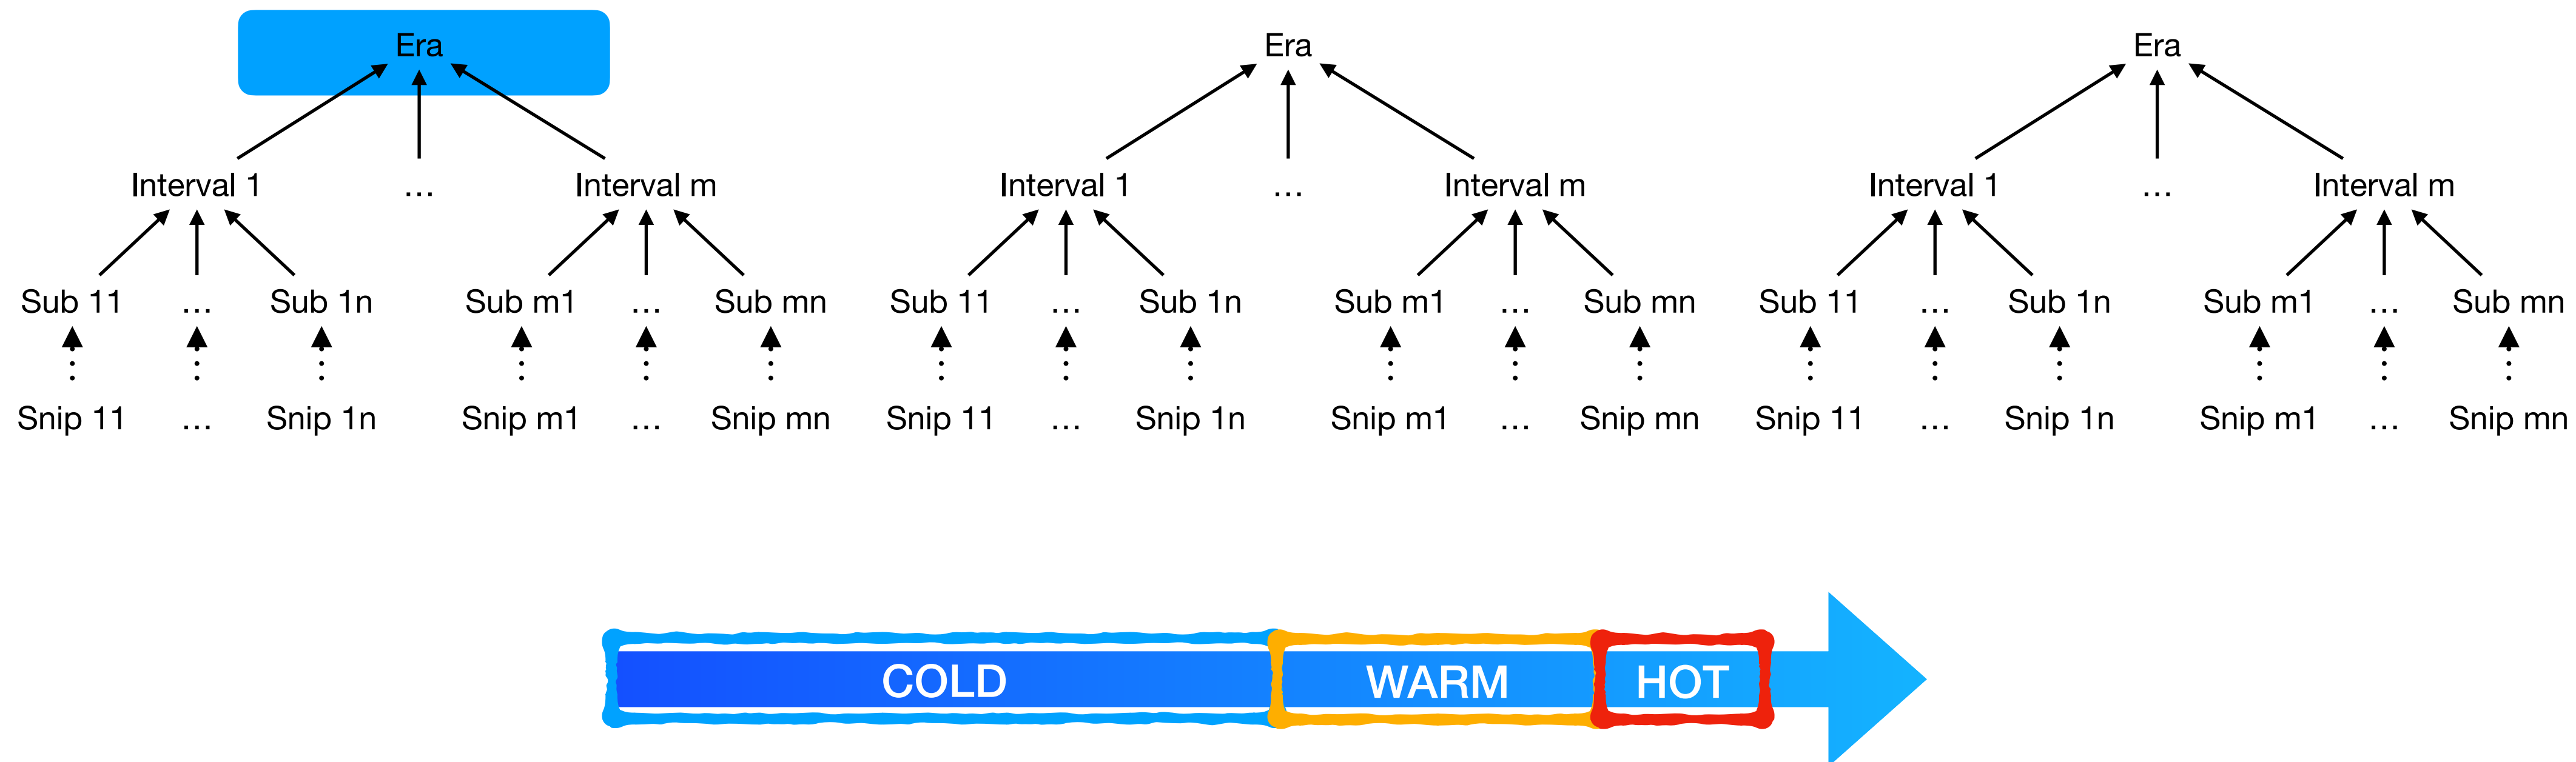 Era Era Era
Interval 1 ... Interval m Interval 1 ... Interval m Interval 1 ... Interval m
Sub 11 ... Sub 1n Sub m1 ... Sub mn Sub 11 ... Sub 1n Sub m1 ... Sub mn Sub 11 ... Sub 1n Sub m1 ... Sub mn
Snip 11 ... Snip 1n Snip m1 ... Snip mn Snip 11 ... Snip 1n Snip m1 ... Snip mn Snip 11 ... Snip 1n Snip m1 ... Snip mn
COLD WARM HOT